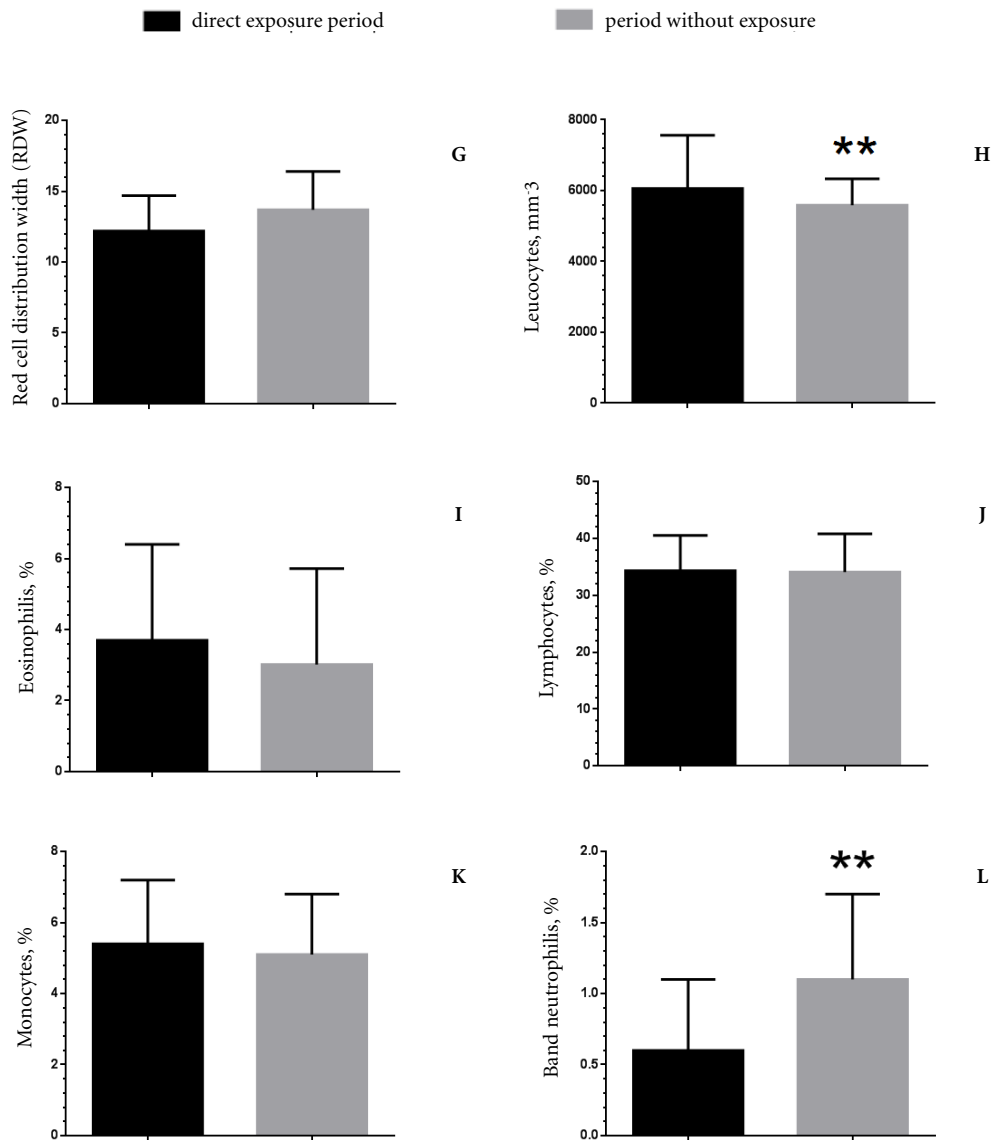 direct exposure period
period without exposure
Red cell distribution width (RDW)
20
15
10
5
0
G
Leucocytes, mm-3
8000
6000
4000
2000
0
**
H
Eosinophilis, %
8
6
4
2
0
I
Lymphocytes, %
50
40
30
20
10
0
J
Monocytes, %
8
6
4
2
0
K
Band neutrophilis, %
2.0
1.5
1.0
0.5
0.0
**
L